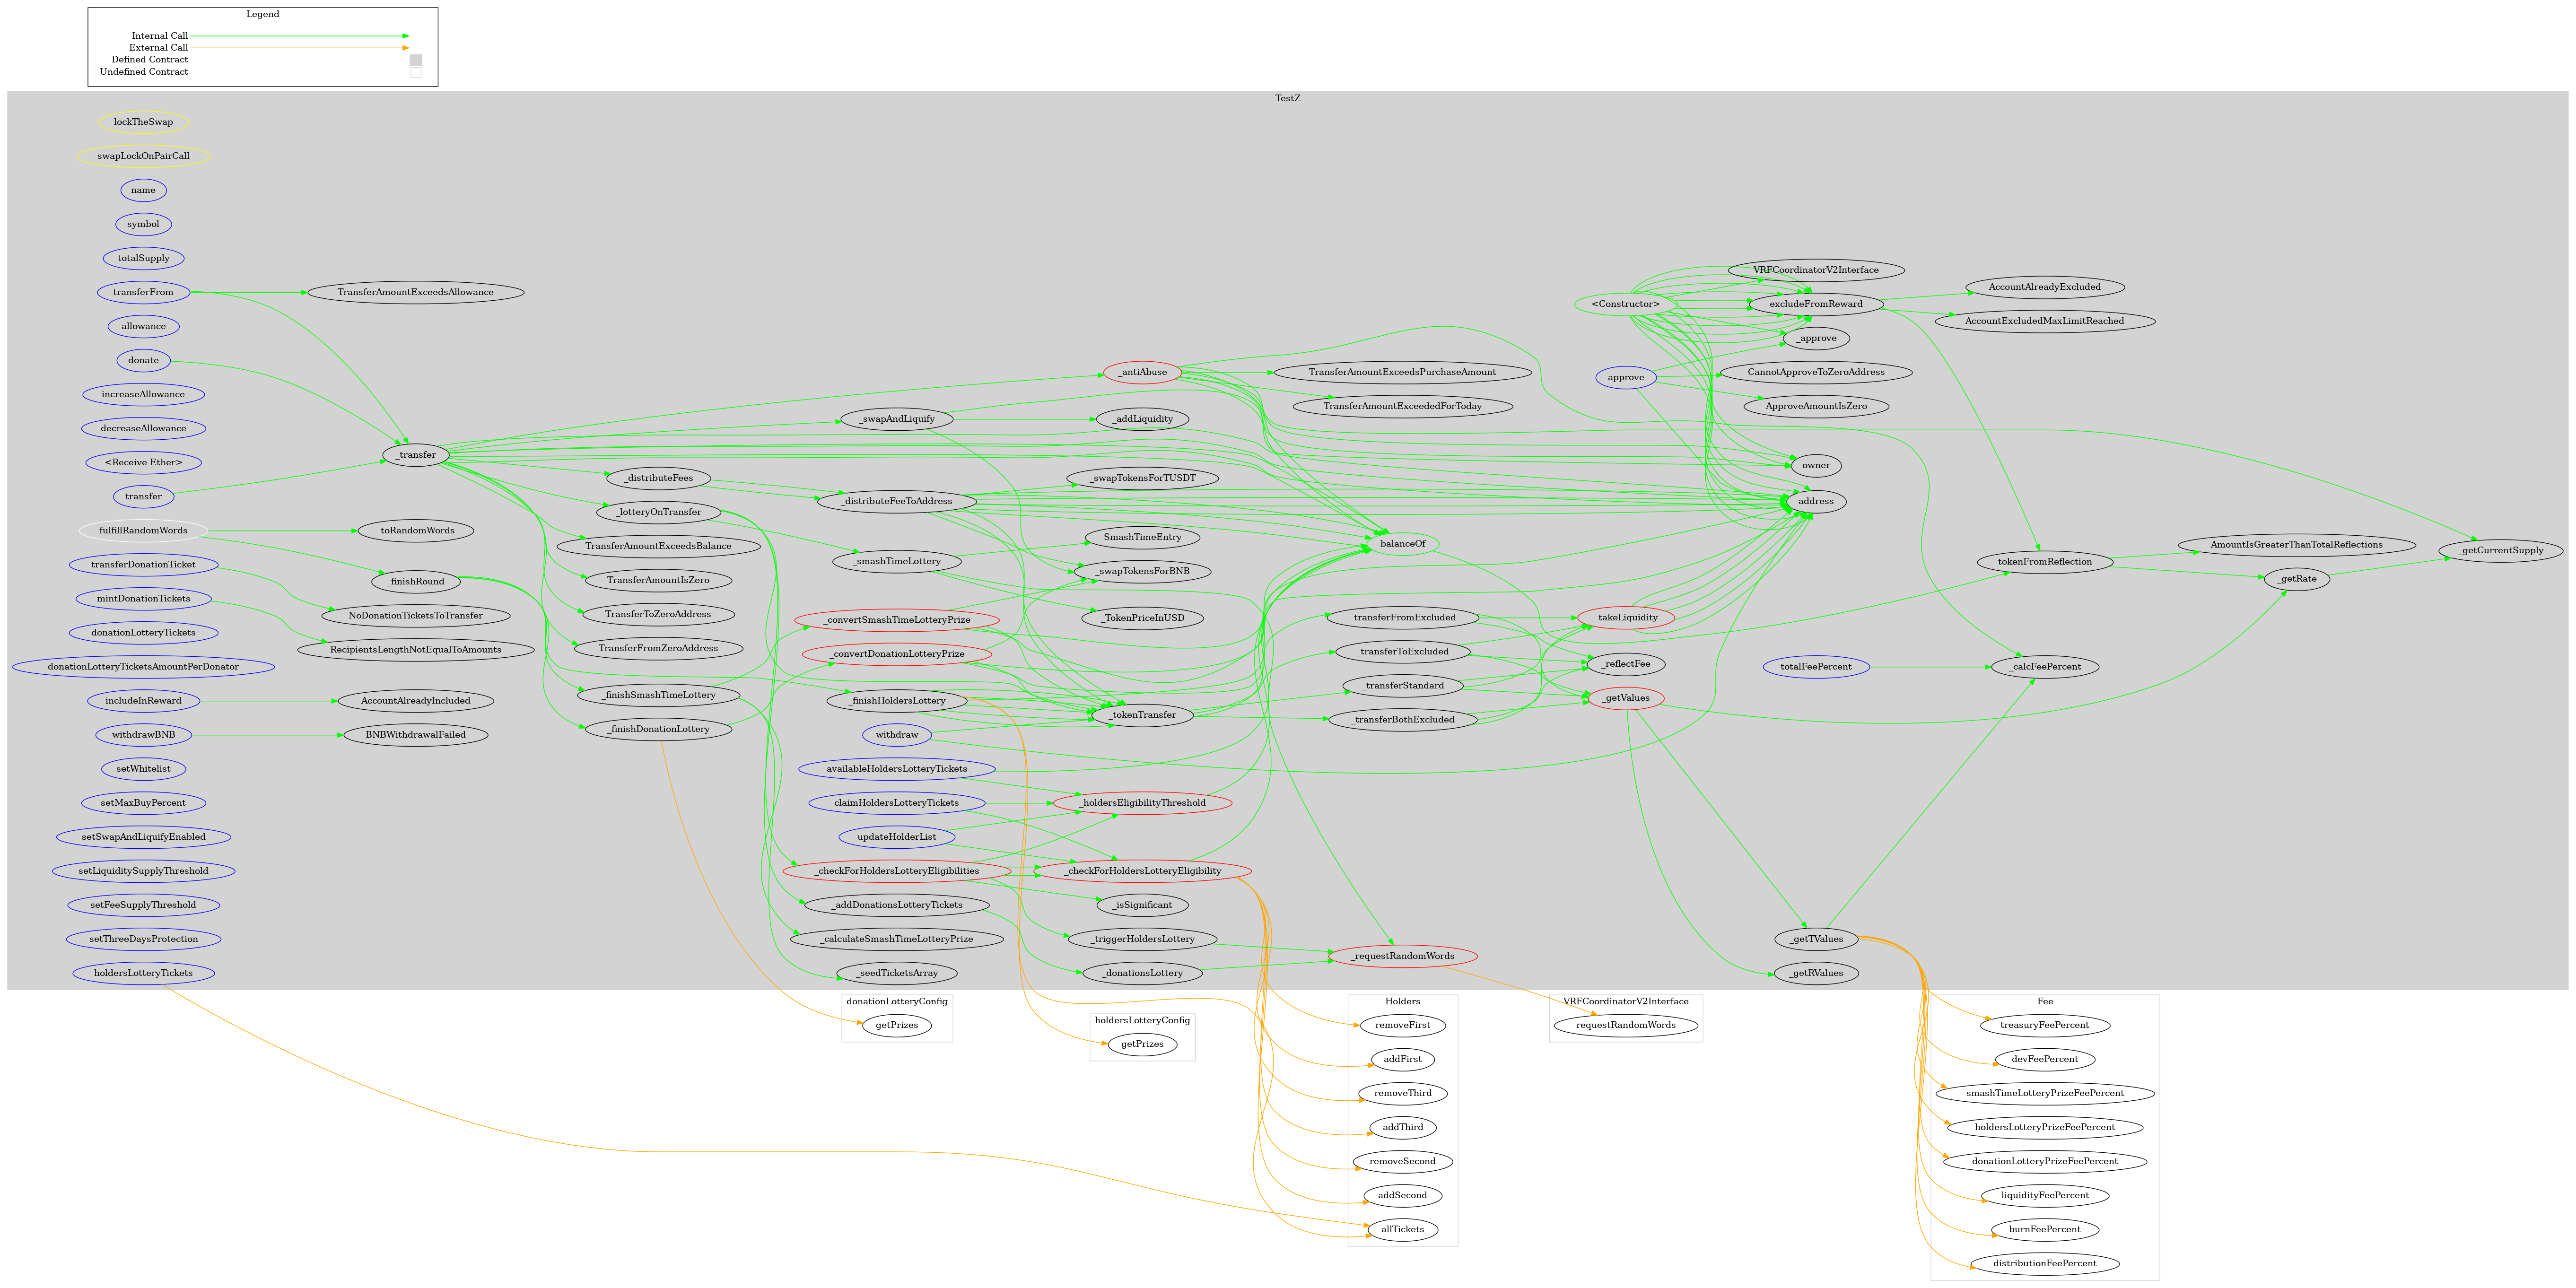 Legend
Internal Call
External Call
Defined Contract
Undefined Contract
TestZ
lockTheSwap
swapLockOnPairCall
name
symbol
totalSupply
transferFrom
allowance
donate
increaseAllowance
decreaseAllowance
<Receive Ether>
transfer
fulfillRandomWords
transferDonationTicket
mintDonationTickets
donationLotteryTickets
donationLotteryTicketsAmountPerDonator
includeInReward
withdrawBNB
setWhitelist
setMaxBuyPercent
setSwapAndLiquifyEnabled
setLiquiditySupplyThreshold
setFeeSupplyThreshold
setThreeDaysProtection
holdersLotteryTickets
TransferAmountExceedsAllowance
_transfer
_toRandomWords
_finishRound
NoDonationTicketsToTransfer
RecipientsLengthNotEqualToAmounts
AccountAlreadyIncluded
BNBWithdrawalFailed
_distributeFees
_lotteryOnTransfer
TransferAmountExceedsBalance
TransferAmountIsZero
TransferToZeroAddress
TransferFromZeroAddress
_finishSmashTimeLottery
_finishDonationLottery
_swapAndLiquify
_distributeFeeToAddress
_smashTimeLottery
_convertSmashTimeLotteryPrize
_convertDonationLotteryPrize
_finishHoldersLottery
withdraw
availableHoldersLotteryTickets
claimHoldersLotteryTickets
updateHolderList
_checkForHoldersLotteryEligibilities
_addDonationsLotteryTickets
_calculateSmashTimeLotteryPrize
_seedTicketsArray
_antiAbuse
_addLiquidity
_swapTokensForTUSDT
SmashTimeEntry
_swapTokensForBNB
_TokenPriceInUSD
_tokenTransfer
_holdersEligibilityThreshold
_checkForHoldersLotteryEligibility
_isSignificant
_triggerHoldersLottery
_donationsLottery
TransferAmountExceedsPurchaseAmount
TransferAmountExceededForToday
balanceOf
_transferFromExcluded
_transferToExcluded
_transferStandard
_transferBothExcluded
_requestRandomWords
<Constructor>
approve
_takeLiquidity
_reflectFee
_getValues
VRFCoordinatorV2Interface
excludeFromReward
_approve
CannotApproveToZeroAddress
ApproveAmountIsZero
owner
address
totalFeePercent
_getTValues
_getRValues
AccountAlreadyExcluded
AccountExcludedMaxLimitReached
tokenFromReflection
_calcFeePercent
AmountIsGreaterThanTotalReflections
_getRate
_getCurrentSupply
donationLotteryConfig
getPrizes
holdersLotteryConfig
getPrizes
Holders
removeFirst
addFirst
removeThird
addThird
removeSecond
addSecond
allTickets
VRFCoordinatorV2Interface
requestRandomWords
Fee
treasuryFeePercent
devFeePercent
smashTimeLotteryPrizeFeePercent
holdersLotteryPrizeFeePercent
donationLotteryPrizeFeePercent
liquidityFeePercent
burnFeePercent
distributionFeePercent